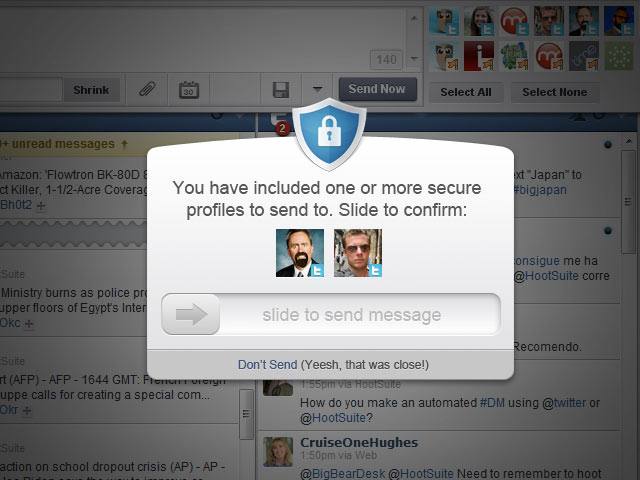 140
Shrink
30
Send Now
Select All
Select None
2
+ unread messages
Amazon: 'Flowtron BK-80D 8
ct Killer, 1-1/2-Acre Coverag
Bh0t2
ext "Japan" to
#bigjapan
You have included one or more secure
profiles to send to. Slide to confirm:
slide to send message
Don't Send (Yeesh, that was close!)
Suite
Ministry burns as police pro
upper floors of Egypt's Inter
Okc
consigue me ha
@HootSuite corre
Recomendo.
Suite
rt (AFP) - AFP - 1644 GMT: French Foreign
uppe calls for creating a special com...
Okr
1:55pm via HootSuite
How do you make an automated #DM using @twitter or
@HootSuite?
Suite
action on school dropout crisis (AP) - AP -
CruiseOneHughes
1:50pm via Web
@BigBearDesk @HootSuite Need to remember to hoot